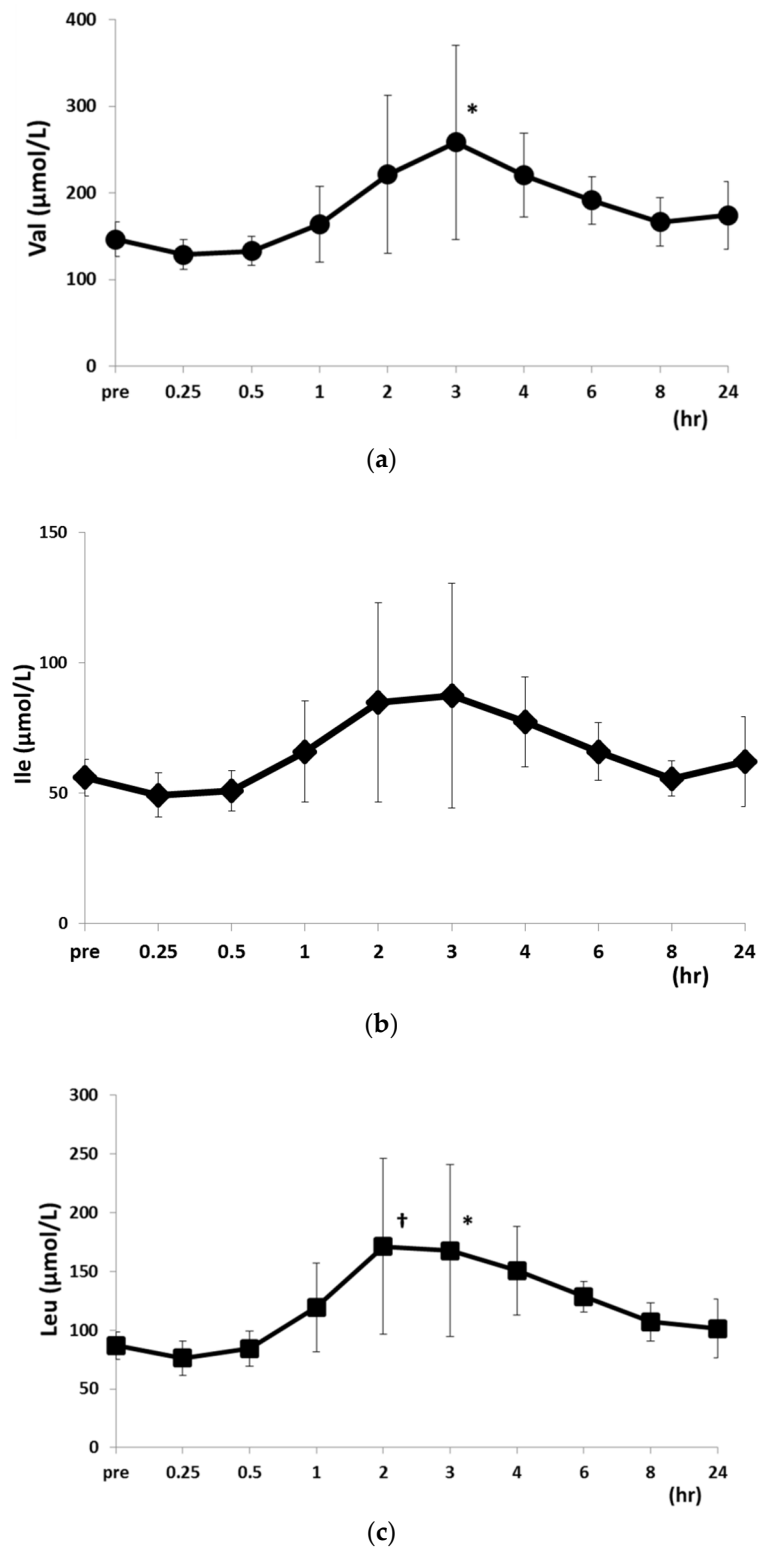 400
300
200
100
0
Val (µmol/L)
*
pre 0.25 0.5 1 2 3 4 6 8 24
(hr)
(a)
150
100
50
0
Ile (µmol/L)
pre 0.25 0.5 1 2 3 4 6 8 24
(hr)
(b)
300
250
200
150
100
50
0
Leu (µmol/L)
† *
pre 0.25 0.5 1 2 3 4 6 8 24
(hr)
(c)